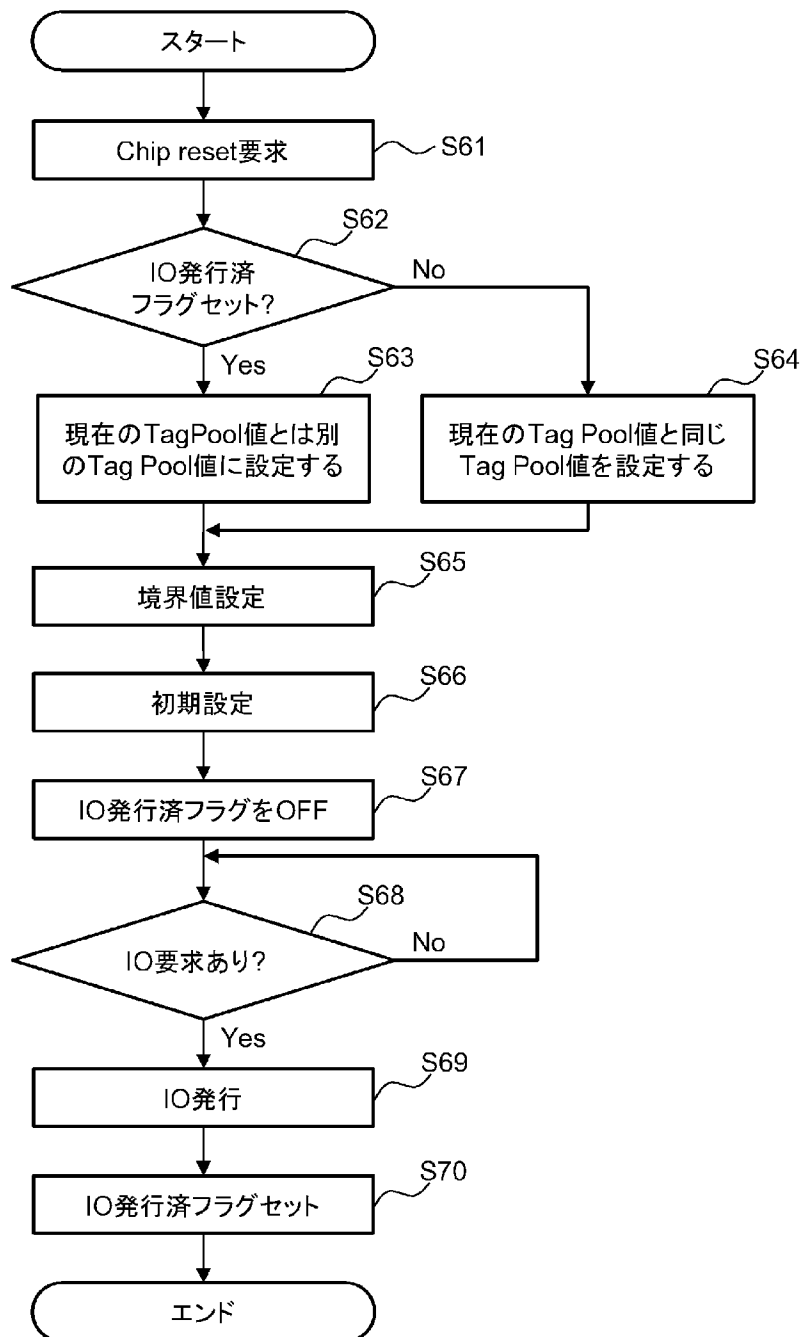 スタート
Chip reset要求
S61
S62
IO発行済
フラグセット?
No
Yes
S63
S64
現在のTagPool値とは別
のTag Pool値に設定する
現在のTag Pool値と同じ
Tag Pool値を設定する
S65
境界値設定
S66
初期設定
S67
IO発行済フラグをOFF
S68
IO要求あり?
No
Yes
S69
IO発行
S70
IO発行済フラグセット
エンド